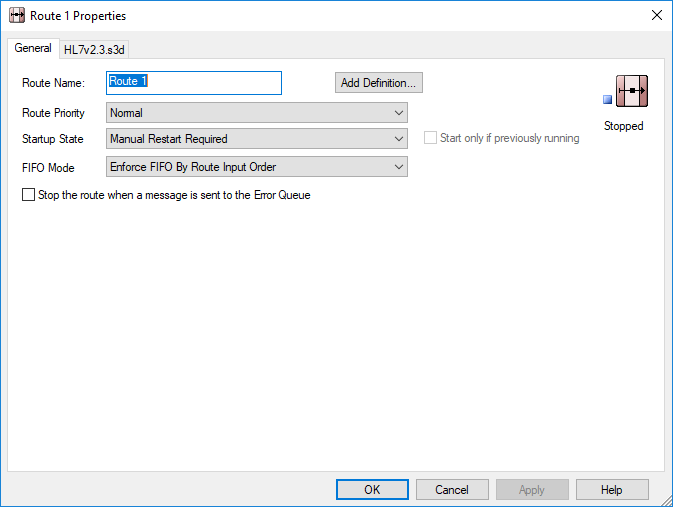 Route 1 Properties
General HL7v2.3.s3d
Route Name: Route 1 Add Definition...
Route Priority Normal
Stopped
Startup State Manual Restart Required Start only if previously running
FIFO Mode Enforce FIFO By Route Input Order
Stop the route when a message is sent to the Error Queue
OK Cancel Apply Help